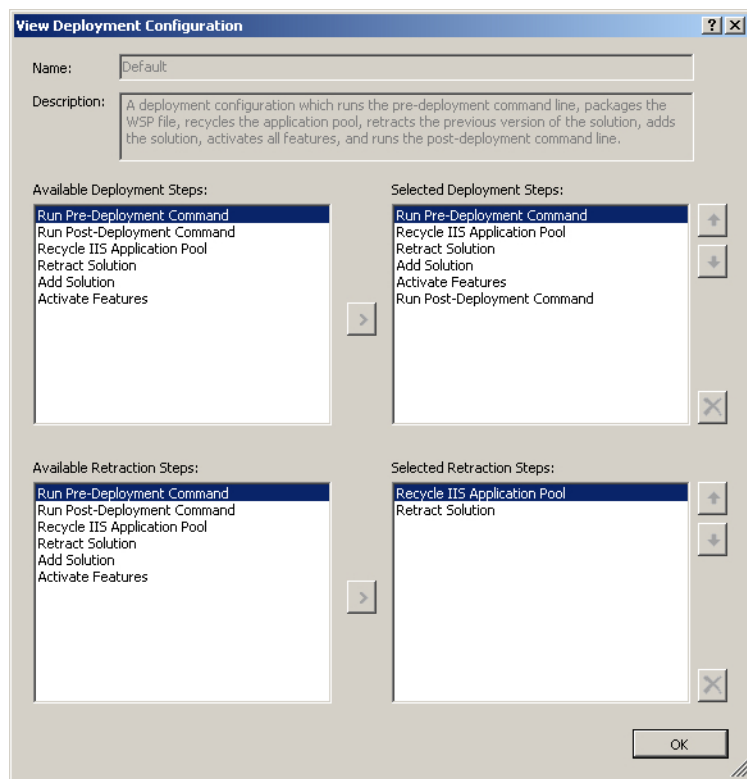 View Deployment Configuration
Name: Default
Description: A deployment configuration which runs the pre-deployment command line, packages the
WSP file, recycles the application pool, retracts the previous version of the solution, adds
the solution, activates all features, and runs the post-deployment command line.
Available Deployment Steps:
Run Pre-Deployment Command
Run Post-Deployment Command
Recycle IIS Application Pool
Retract Solution
Add Solution
Activate Features
Selected Deployment Steps:
Run Pre-Deployment Command
Recycle IIS Application Pool
Retract Solution
Add Solution
Activate Features
Run Post-Deployment Command
Available Retraction Steps:
Run Pre-Deployment Command
Run Post-Deployment Command
Recycle IIS Application Pool
Retract Solution
Add Solution
Activate Features
Selected Retraction Steps:
Recycle IIS Application Pool
Retract Solution
OK